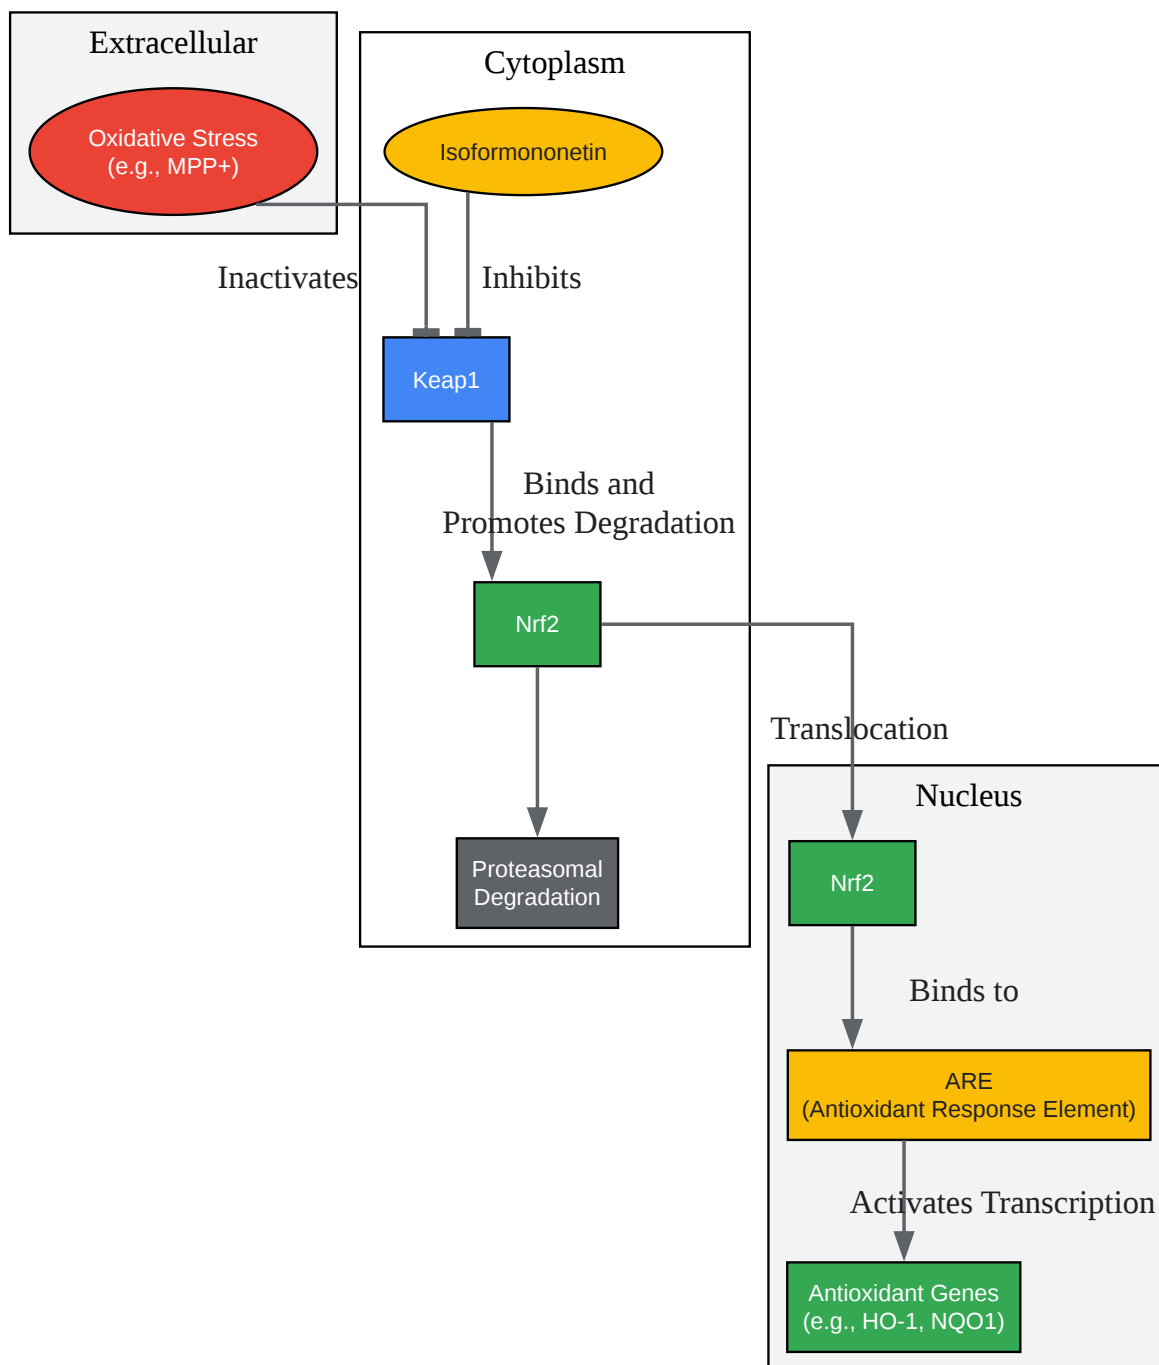 Extracellular
Cytoplasm
Oxidative Stress
(e.g., MPP+)
Isoformononetin
Inactivates
Inhibits
Keap1
Binds and
Promotes Degradation
Nrf2
Translocation
Nucleus
Proteasomal
Degradation
Nrf2
Binds to
ARE
(Antioxidant Response Element)
Activates Transcription
Antioxidant Genes
(e.g., HO-1, NQO1)